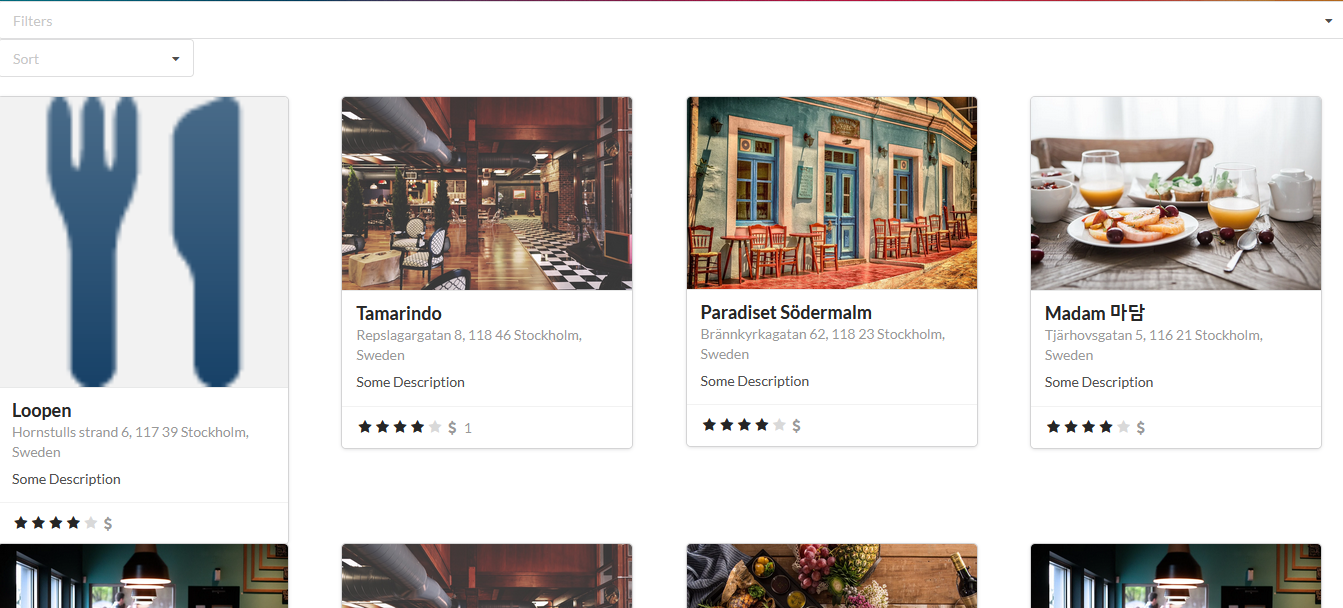 Filters
Sort
Loopen
Hornstulls strand 6, 117 39 Stockholm,
Sweden
Some Description
$
Tamarindo
Repslagargatan 8, 118 46 Stockholm,
Sweden
Some Description
$ 1
Paradiset Södermalm
Brännkyrkagatan 62, 118 23 Stockholm,
Sweden
Some Description
$
Madam 마담
Tjärhovsgatan 5, 116 21 Stockholm,
Sweden
Some Description
$